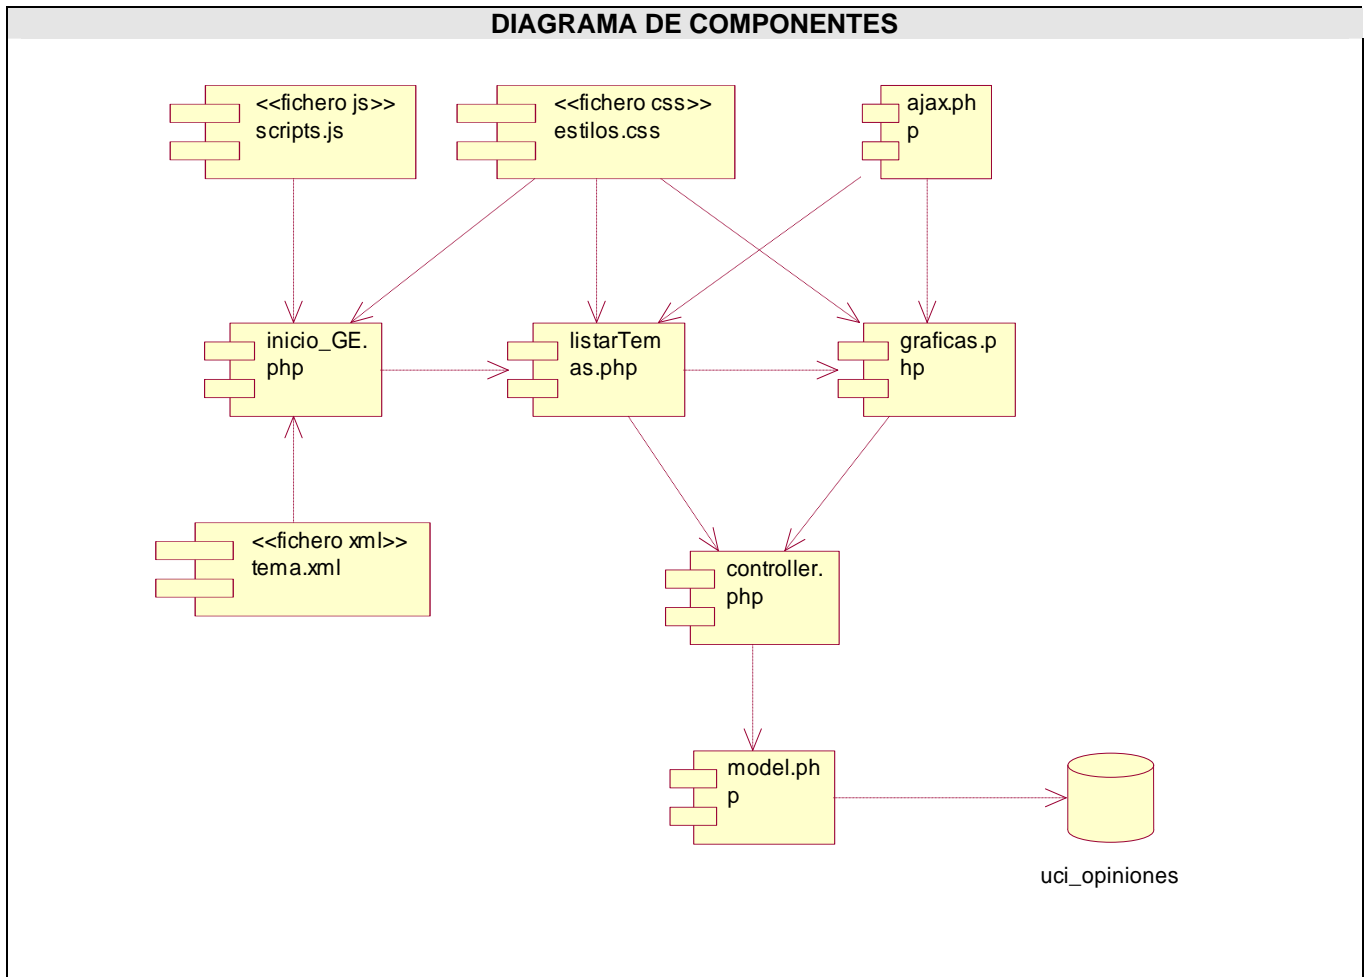 DIAGRAMA DE COMPONENTES
<<fichero js>>
scripts.js
<<fichero css>>
estilos.css
ajax.ph
p
inicio_GE.
php
listarTem
as.php
graficas.p
hp
<<fichero xml>>
tema.xml
controller.
php
model.ph
p
uci_opiniones